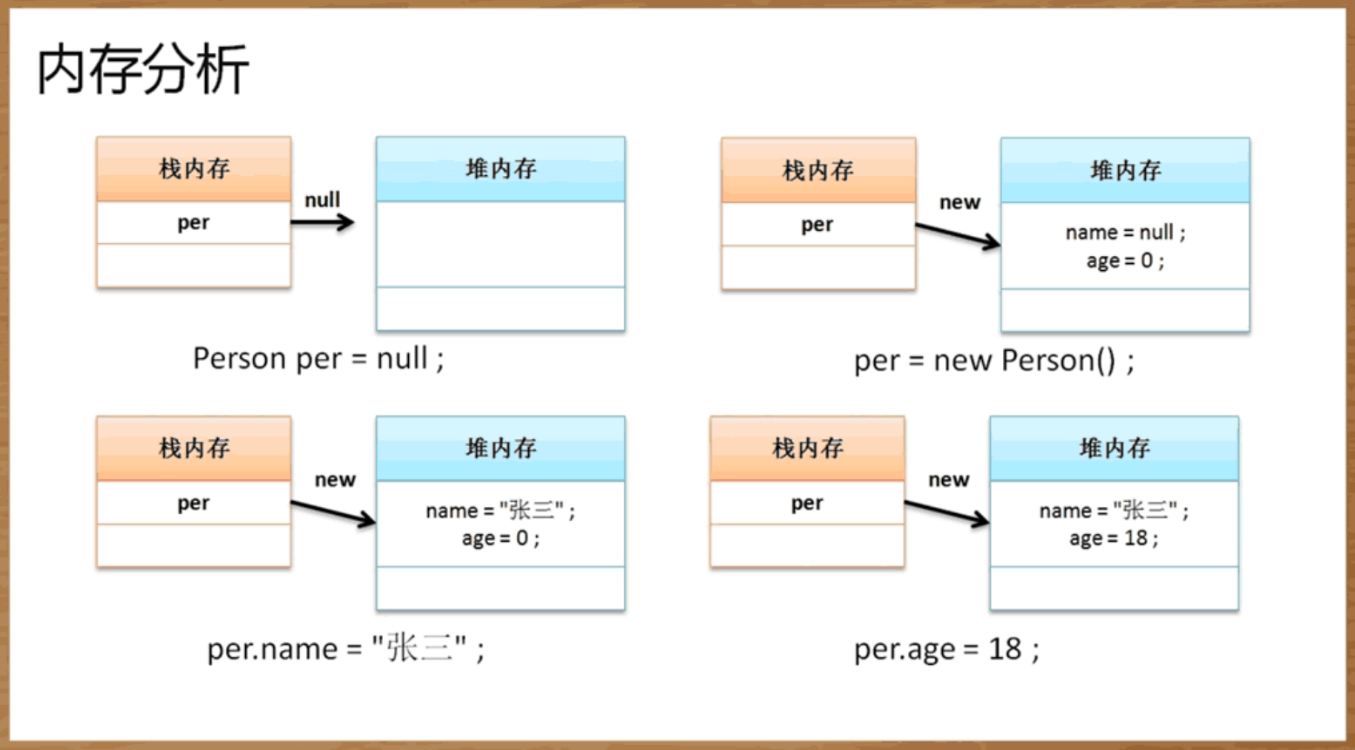 内存分析
栈内存
堆内存
null
per
Person per = null ;
栈内存
堆内存
new
per
name = null ;
age = 0 ;
per = new Person() ;
栈内存
堆内存
new
per
name = "张三" ;
age = 0 ;
per.name = "张三" ;
栈内存
堆内存
new
per
name = "张三" ;
age = 18 ;
per.age = 18 ;